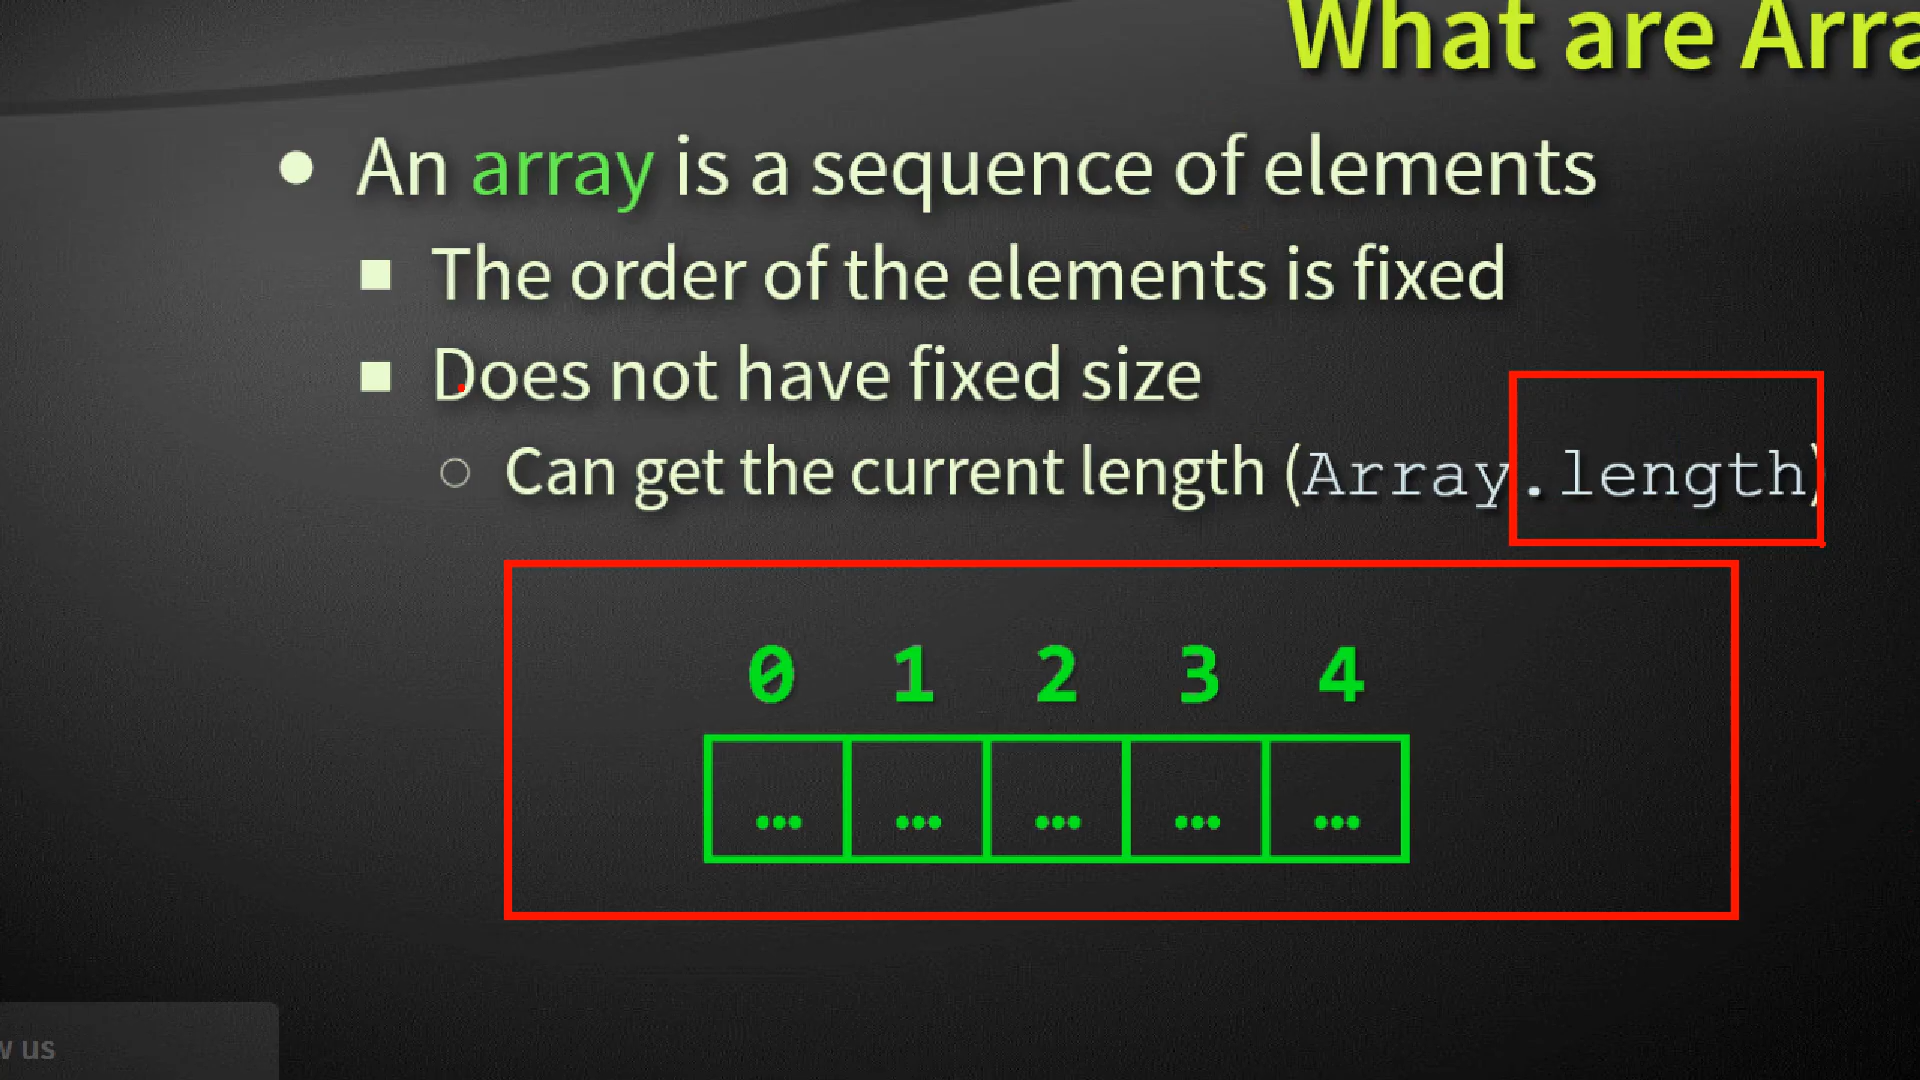 What are Arra
An array is a sequence of elements
The order of the elements is fixed
Does not have fixed size
Can get the current length (Array.length)
0 1 2 3 4
... ... ... ... ...
w us